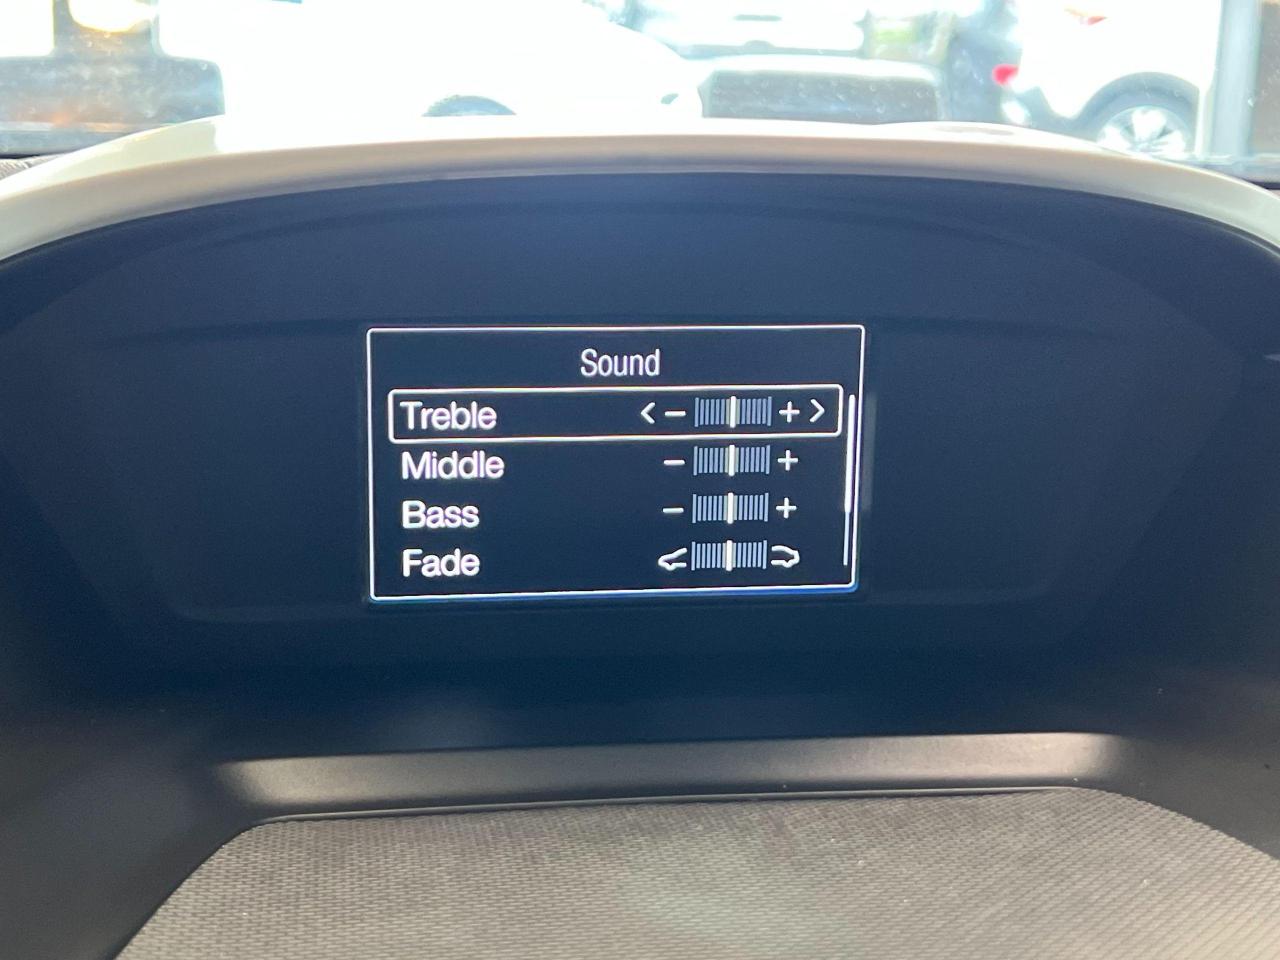 Sound
Treble < - + >
Middle - +
Bass - +
Fade